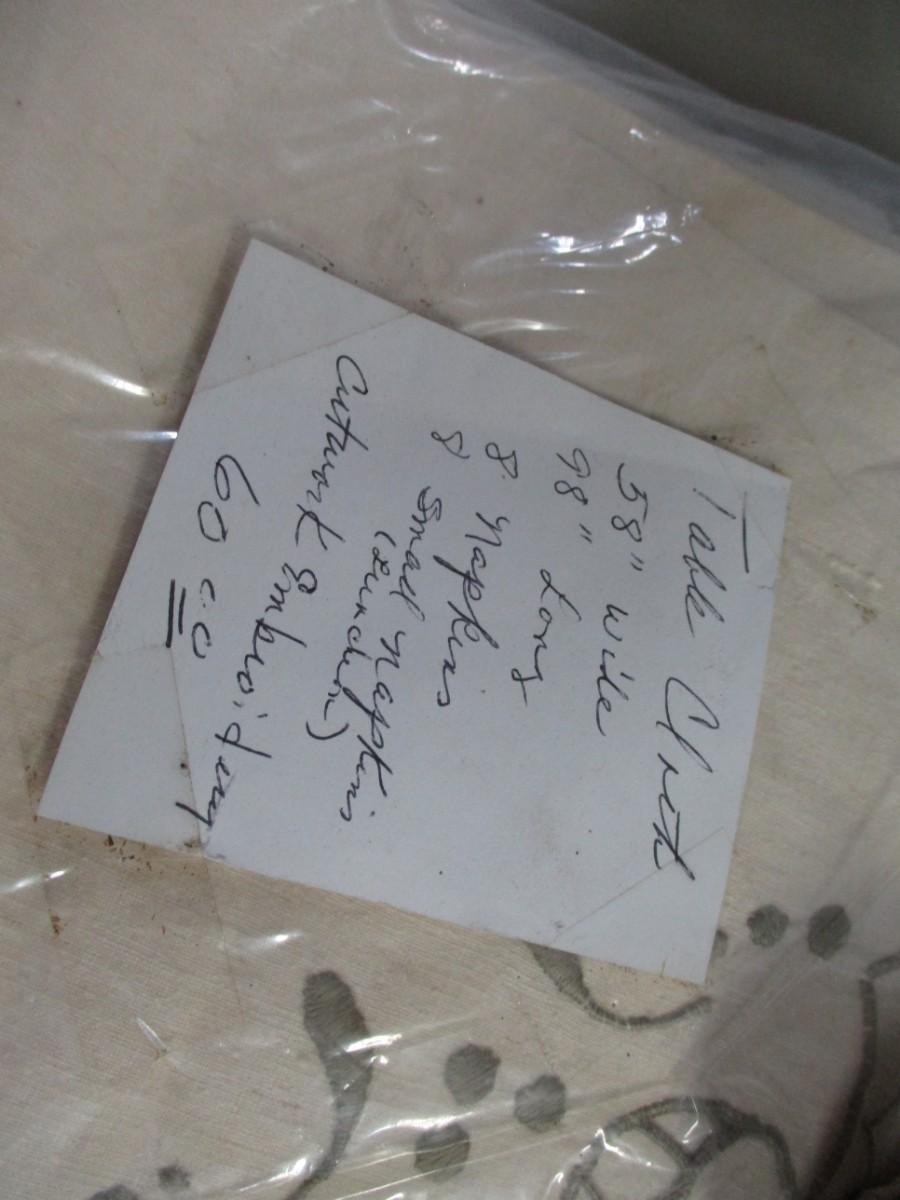 Table Cloth
58" wide
98" Long
8 Napkins
8 Small Napkins
(Luncheon)
Cutwork Embroidery
60 00